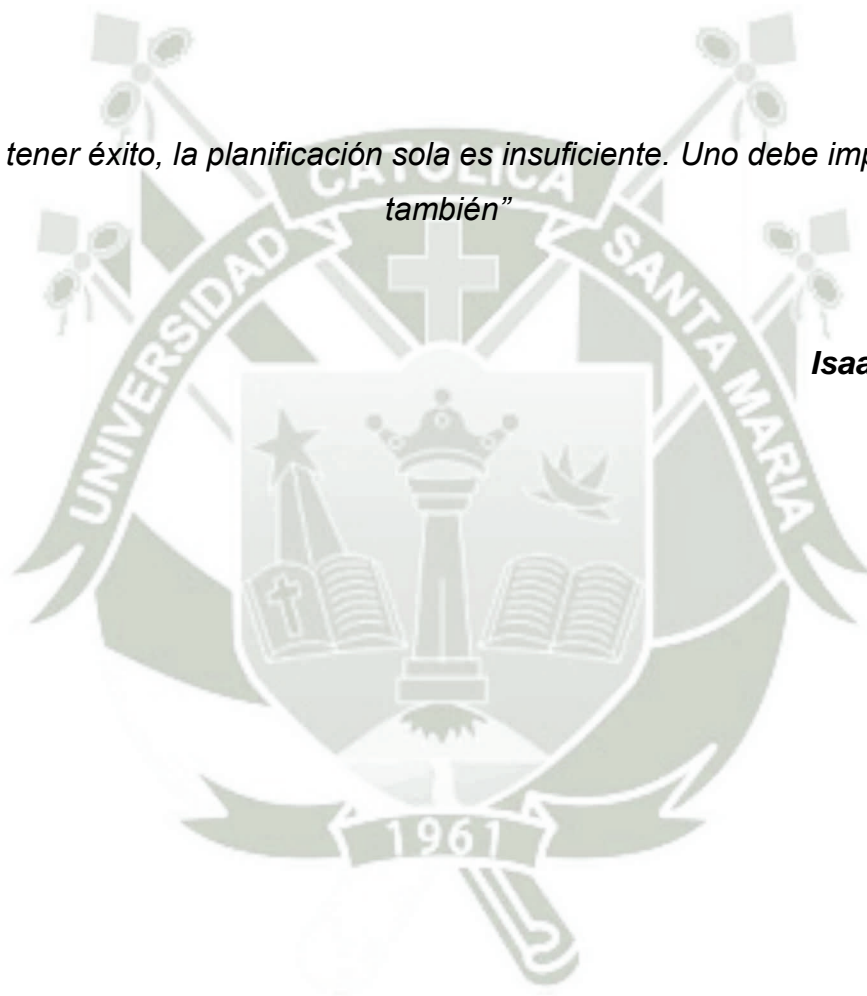 tener éxito, la planificación sola es insuficiente. Uno debe imp
también”
Isaa
CATOLICA
UNIVERSIDAD
SANTA MARIA
1961